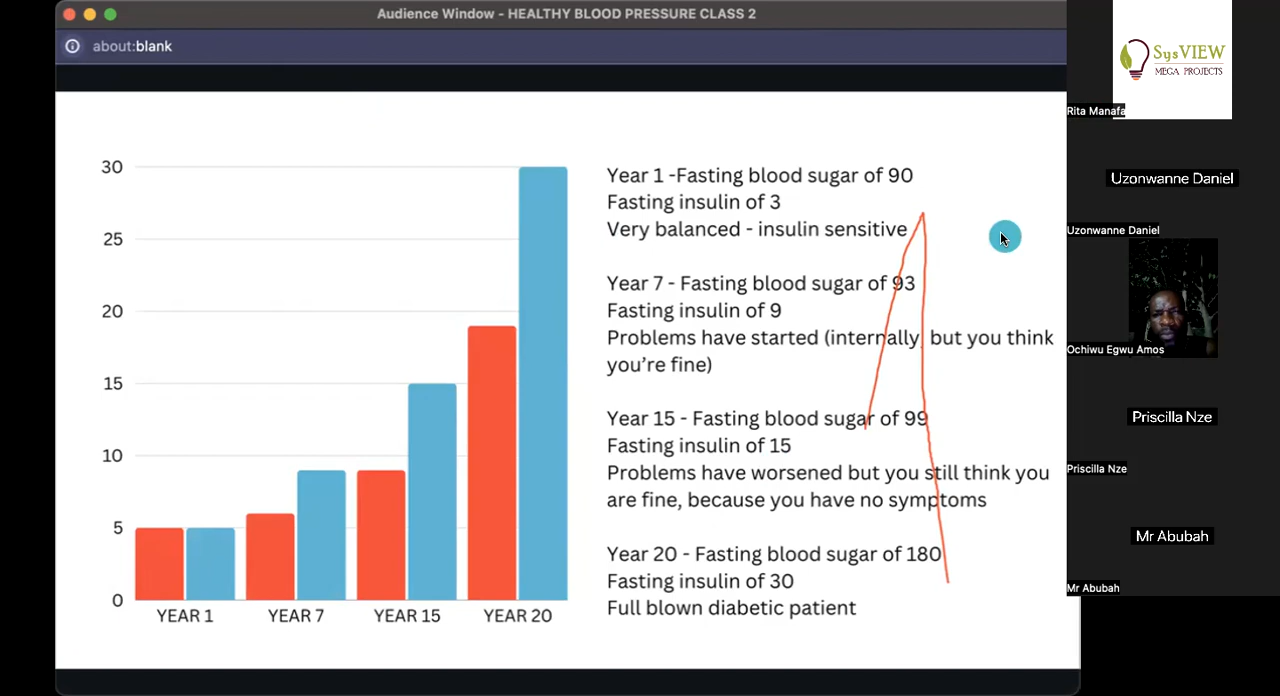 Audience Window - HEALTHY BLOOD PRESSURE CLASS 2
about:blank
30
25
20
15
10
5
0
YEAR 1
YEAR 7
YEAR 15
YEAR 20
Year 1 -Fasting blood sugar of 90
Fasting insulin of 3
Very balanced - insulin sensitive
Year 7 - Fasting blood sugar of 93
Fasting insulin of 9
Problems have started (internally, but you think
you're fine)
Year 15 - Fasting blood sugar of 99
Fasting insulin of 15
Problems have worsened but you still think you
are fine, because you have no symptoms
Year 20 - Fasting blood sugar of 180
Fasting insulin of 30
Full blown diabetic patient
SysVIEW
MEGA PROJECTS
Rita Manafa
Uzonwanne Daniel
Uzonwanne Daniel
Ochiwu Egwu Amos
Priscilla Nze
Priscilla Nze
Mr Abubah
Mr Abubah